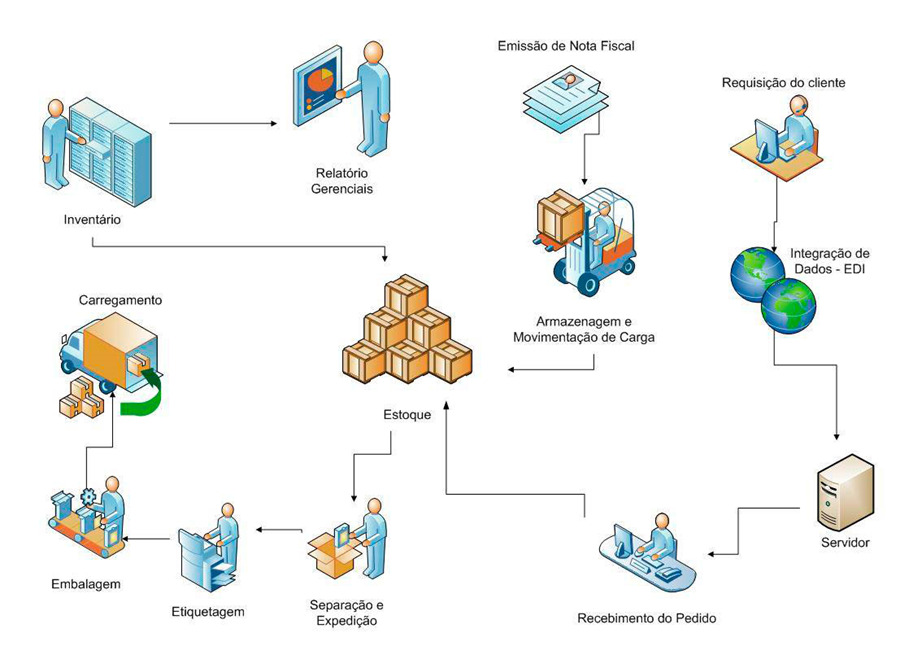 Emissão de Nota Fiscal
Requisição do cliente
Relatório
Gerenciais
Inventário
Integração de
Dados - EDI
Carregamento
Armazenagem e
Movimentação de Carga
Estoque
Servidor
Embalagem
Etiquetagem
Separação e
Expedição
Recebimento do Pedido